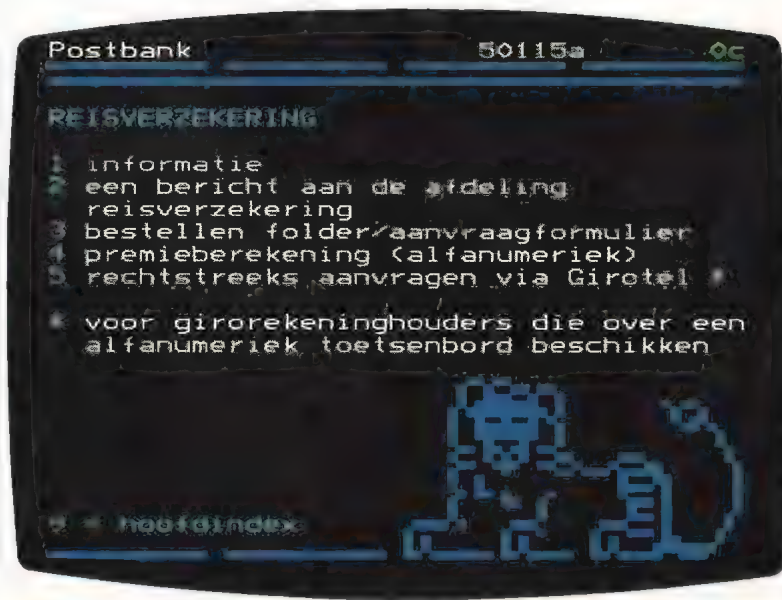 Postbank 50115a 0c
REISVERZEKERING
1 informatie
2 een bericht aan de afdeling
reisverzekering
3 bestellen folder/aanvraagformulier
4 premieberekening (alfanumeriek)
5 rechtstreeks aanvragen via Girotel *
* voor girorekeninghouders die over een
alfanumeriek toetsenbord beschikken
= hoofdindex